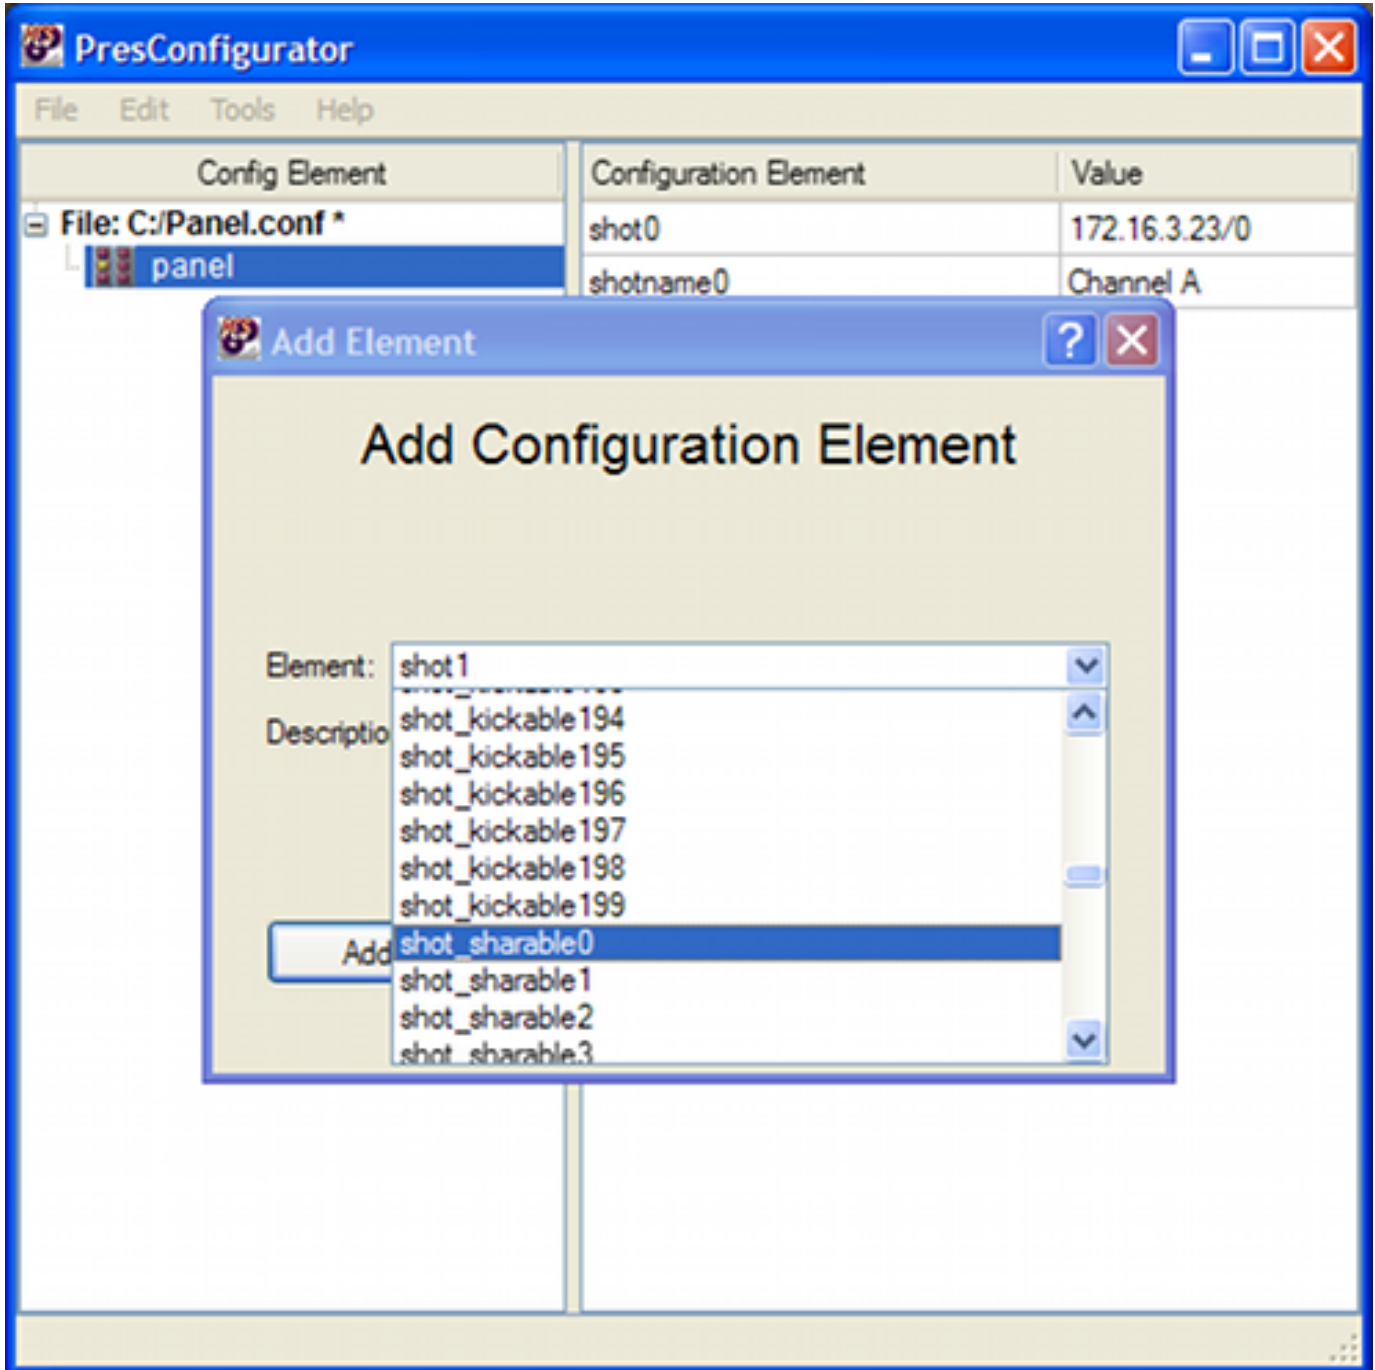 PresConfigurator
File Edit Tools Help
Config Element
Configuration Element Value
File: C:/Panel.conf *
shot0 172.16.3.23/0
panel
shotname0 Channel A
Add Element
Add Configuration Element
Element: shot1
Descriptio
shot_kickable194
shot_kickable195
shot_kickable196
shot_kickable197
shot_kickable198
shot_kickable199
Add shot_sharable0
shot_sharable1
shot_sharable2
shot_sharable3